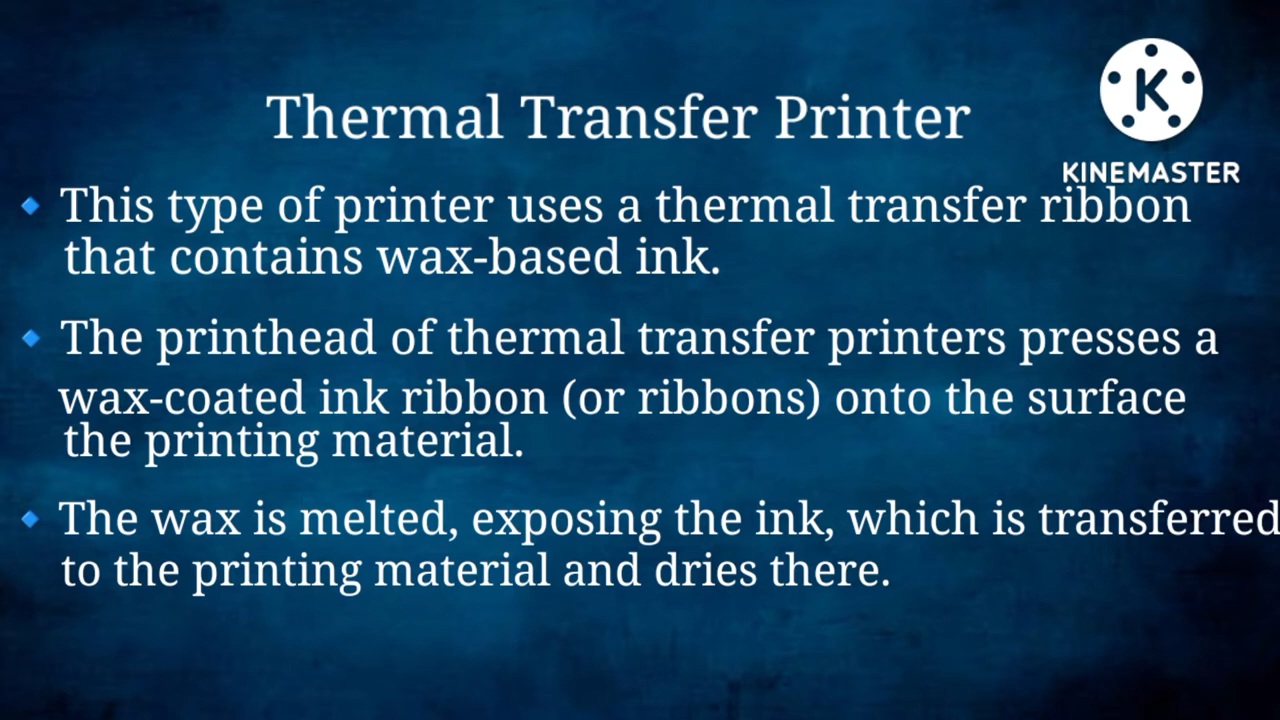 Thermal Transfer Printer
K
KINEMASTER
🔹 This type of printer uses a thermal transfer ribbon
that contains wax-based ink.
🔹 The printhead of thermal transfer printers presses a
wax-coated ink ribbon (or ribbons) onto the surface
the printing material.
🔹 The wax is melted, exposing the ink, which is transferred
to the printing material and dries there.